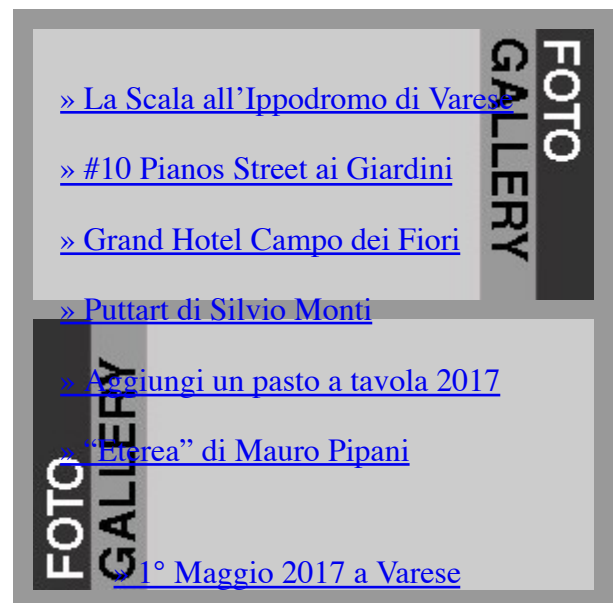 FOTO
GALLERY
» La Scala all’Ippodromo di Varese
» #10 Pianos Street ai Giardini
» Grand Hotel Campo dei Fiori
» Puttart di Silvio Monti
» Aggiungi un pasto a tavola 2017
» “Eterea” di Mauro Pipani
» 1° Maggio 2017 a Varese
FOTO
GALLERY